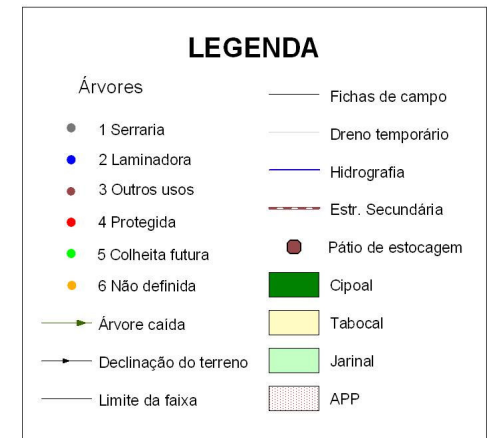 LEGENDA
Árvores
1 Serraria
2 Laminadora
3 Outros usos
4 Protegida
5 Colheita futura
6 Não definida
Árvore caída
Declinação do terreno
Limite da faixa
Fichas de campo
Dreno temporário
Hidrografia
Estr. Secundária
Pátio de estocagem
Cipoal
Tabocal
Jarinal
APP